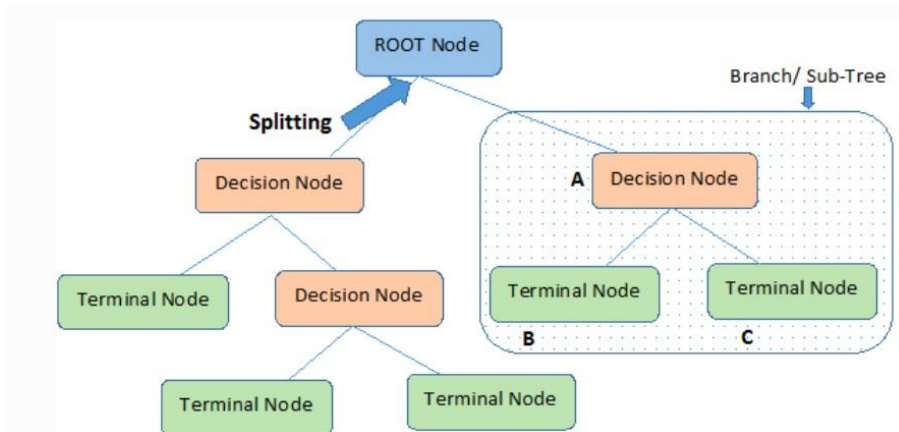 ROOT Node
Branch/ Sub-Tree
Splitting
Decision Node
A
Decision Node
Terminal Node
Decision Node
Terminal Node
Terminal Node
B
C
Terminal Node
Terminal Node